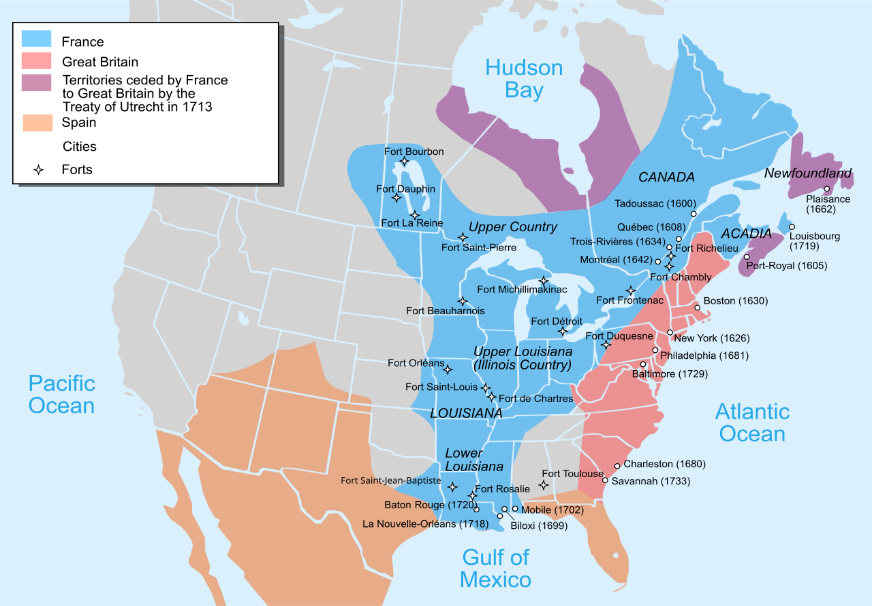 France
Great Britain
Territories ceded by France
to Great Britain by the
Treaty of Utrecht in 1713
Spain
Cities
Forts
Hudson
Bay
Fort Bourbon
Fort Dauphin
Fort La Reine
CANADA
Newfoundland
Plaisance
(1662)
Tadoussac (1600)
Upper Country
Québec (1608)
ACADIA
Louisbourg
(1719)
Fort Saint-Pierre
Trois-Rivières (1634)
Fort Richelieu
Montréal (1642)
Port-Royal (1605)
Fort Chambly
Fort Michillimakinac
Fort Frontenac
Boston (1630)
Fort Beauharnois
Fort Détroit
Fort Duquesne
New York (1626)
Upper Louisiana
(Illinois Country)
Philadelphia (1681)
Fort Orléans
Baltimore (1729)
Pacific
Ocean
Fort Saint-Louis
Fort de Chartres
LOUISIANA
Atlantic
Ocean
Lower
Louisiana
Charleston (1680)
Fort Toulouse
Savannah (1733)
Fort Saint-Jean-Baptiste
Fort Rosalie
Baton Rouge (1720)
Mobile (1702)
La Nouvelle-Orléans (1718)
Biloxi (1699)
Gulf of
Mexico